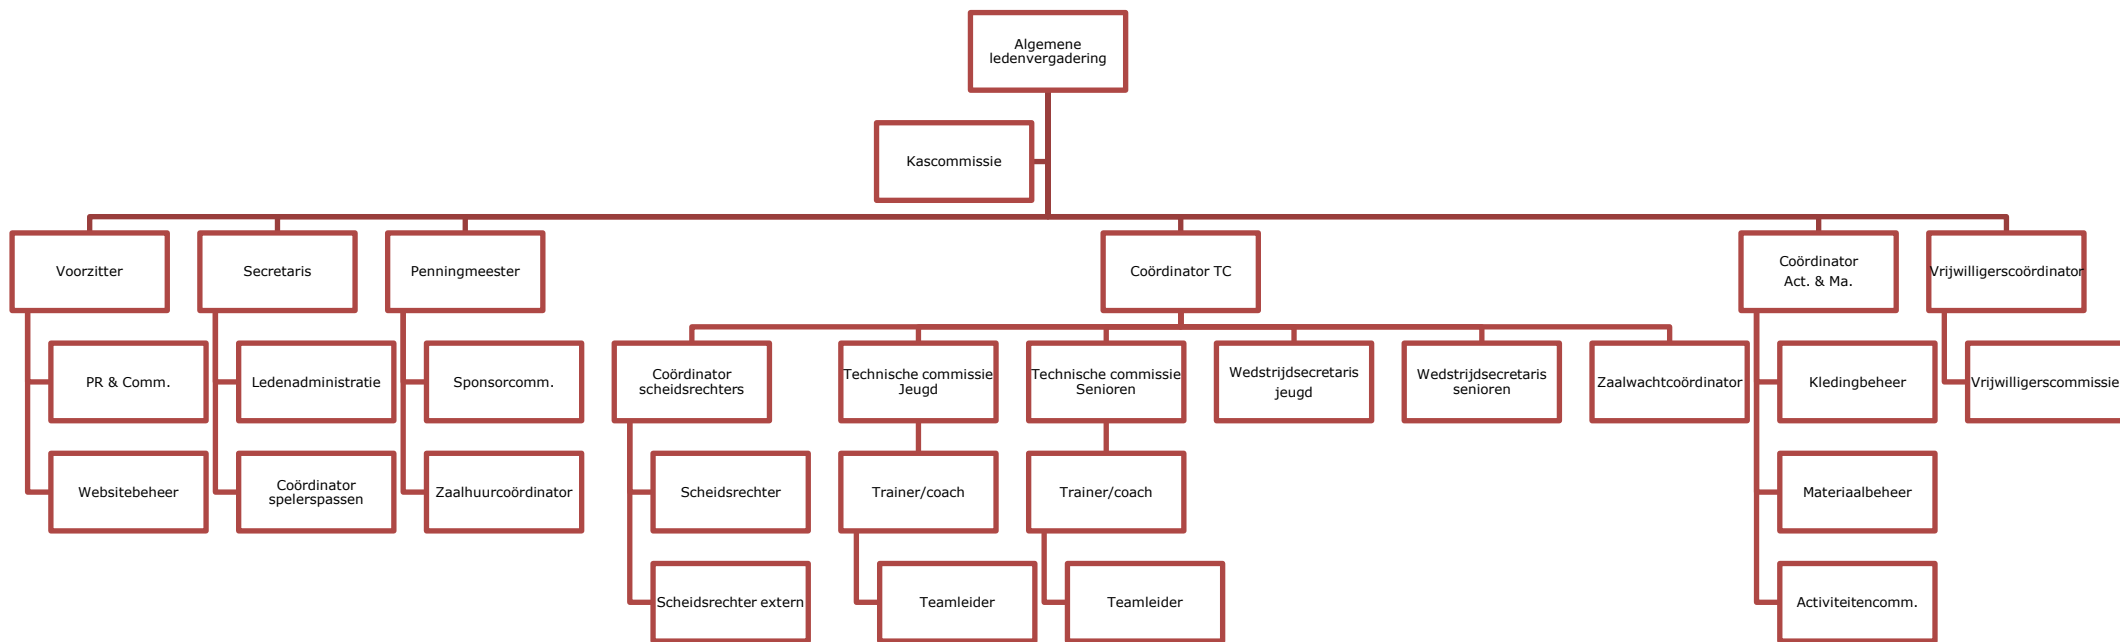 Algemene
ledenvergadering
Kascommissie
Voorzitter
Secretaris
Penningmeester
Coördinator TC
Coördinator
Act. & Ma.
Vrijwilligerscoördinator
PR & Comm.
Ledenadministratie
Sponsorcomm.
Coördinator
scheidsrechters
Technische commissie
Jeugd
Technische commissie
Senioren
Wedstrijdsecretaris
jeugd
Wedstrijdsecretaris
senioren
Zaalwachtcoördinator
Kledingbeheer
Vrijwilligerscommissie
Websitebeheer
Coördinator
spelerspassen
Zaalhuurcoördinator
Scheidsrechter
Trainer/coach
Trainer/coach
Materiaalbeheer
Scheidsrechter extern
Teamleider
Teamleider
Activiteitencomm.